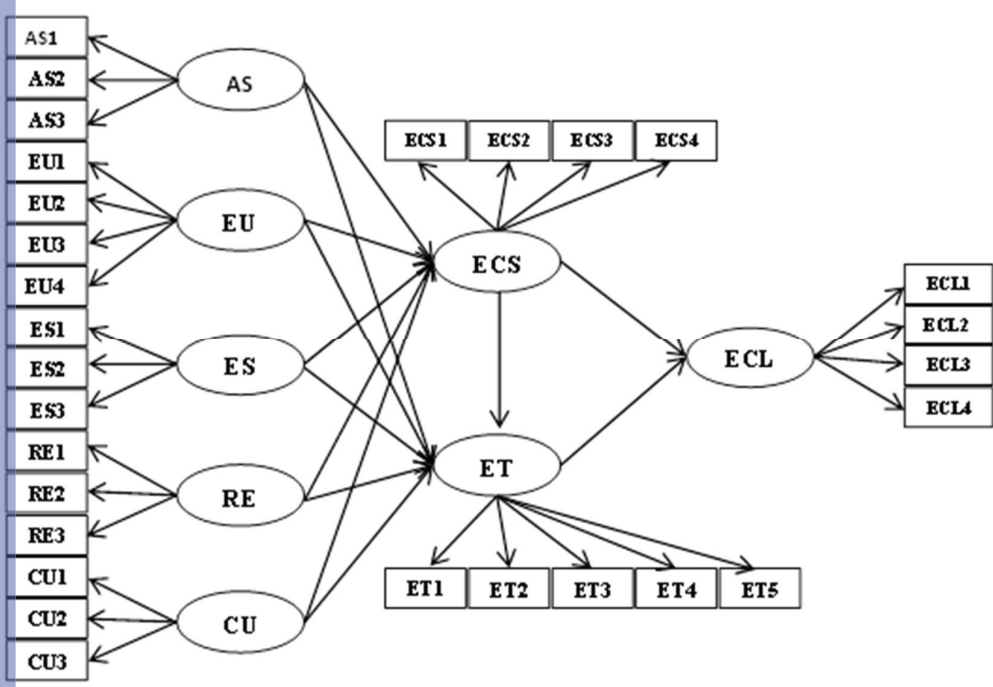 AS1
AS2
AS3
EU1
EU2
EU3
EU4
ES1
ES2
ES3
RE1
RE2
RE3
CU1
CU2
CU3
AS
EU
ES
RE
CU
ECS1 ECS2 ECS3 ECS4
ECS
ET
ET1 ET2 ET3 ET4 ET5
ECL
ECL1
ECL2
ECL3
ECL4